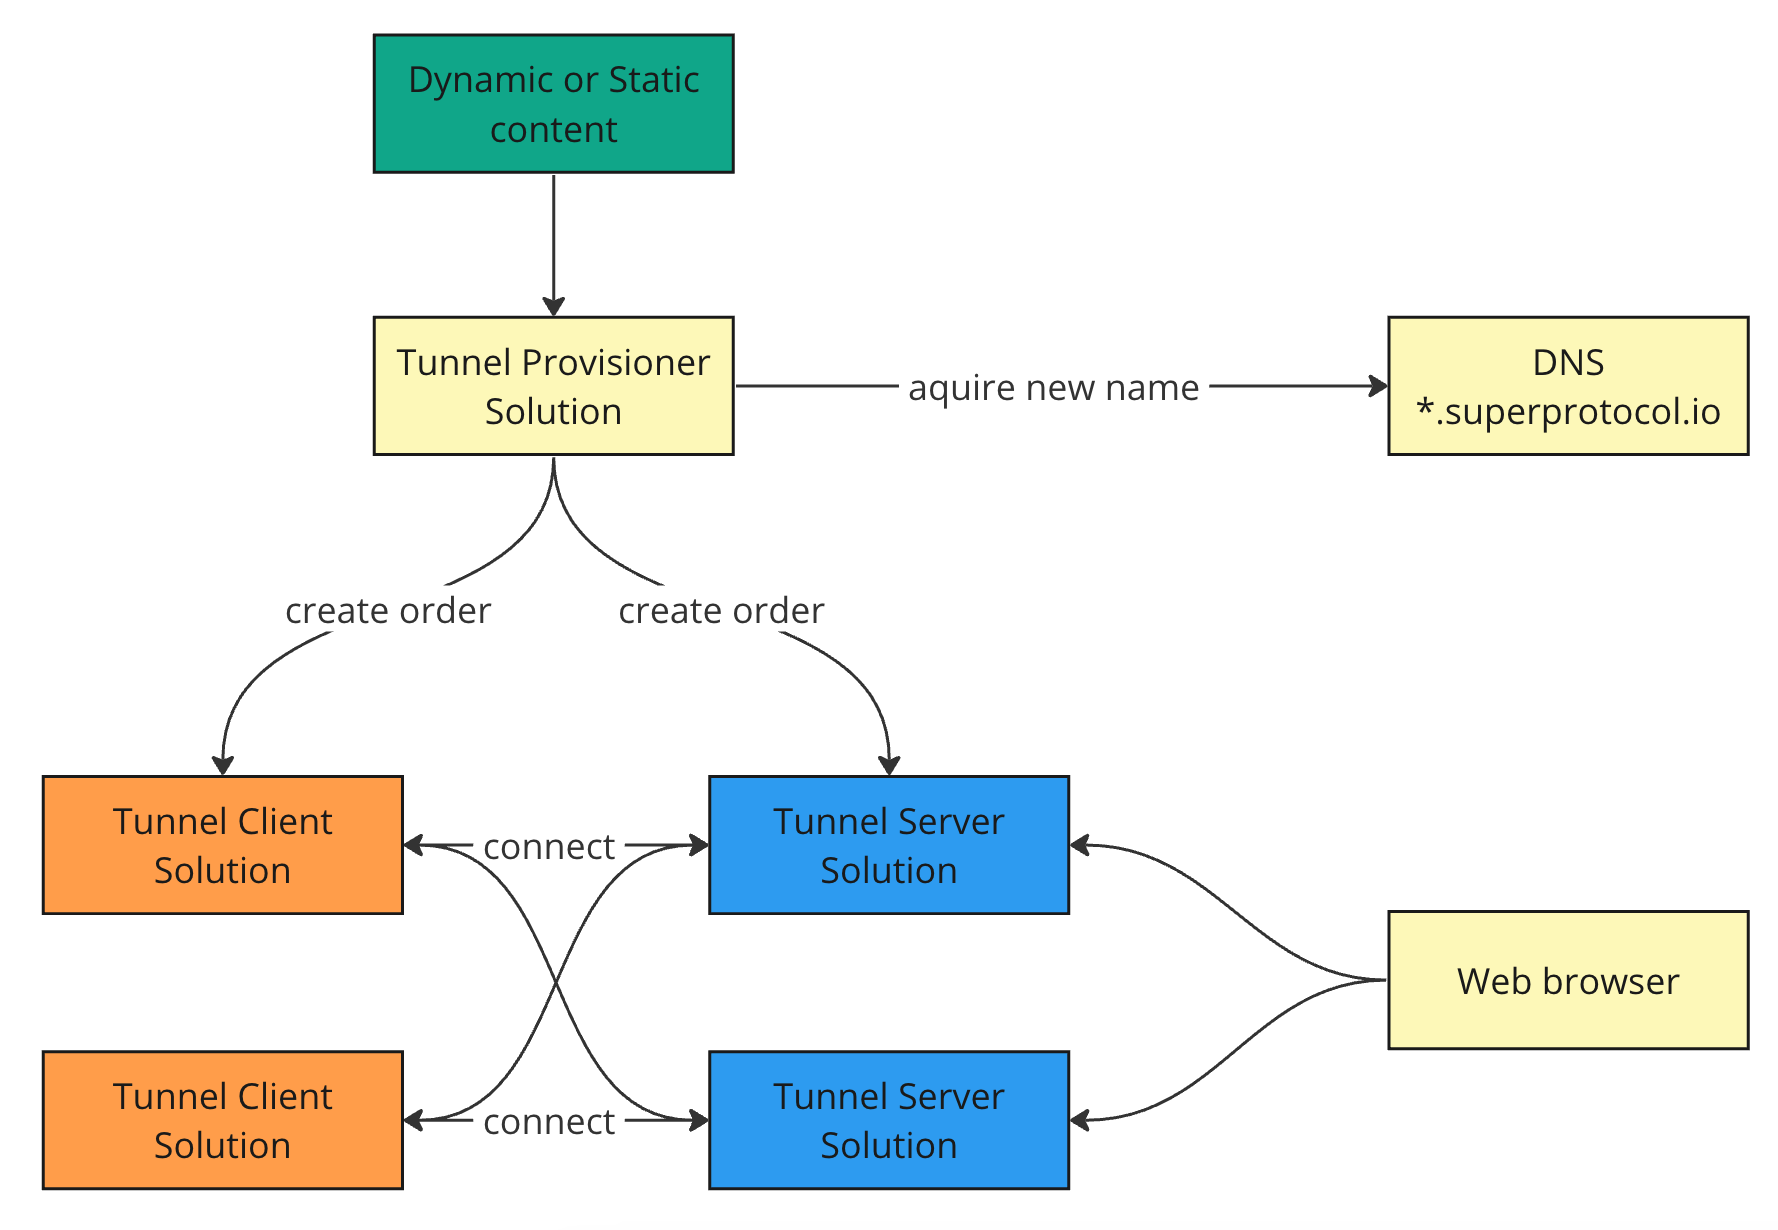 Dynamic or Static
content
Tunnel Provisioner
Solution
aquire new name
DNS
*.superprotocol.io
create order
create order
Tunnel Client
Solution
connect
Tunnel Server
Solution
Web browser
Tunnel Client
Solution
connect
Tunnel Server
Solution